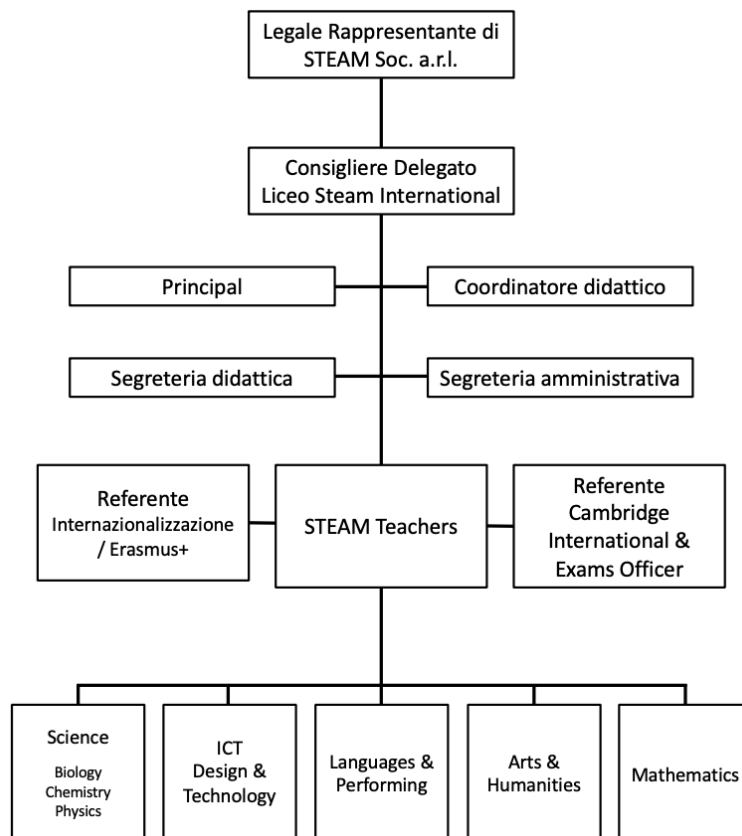 Legale Rappresentante di
STEAM Soc. a.r.l.
Consigliere Delegato
Liceo Steam International
Principal
Coordinatore didattico
Segreteria didattica
Segreteria amministrativa
Referente
Internazionalizzazione
/ Erasmus+
STEAM Teachers
Referente
Cambridge
International &
Exams Officer
Science
Biology
Chemistry
Physics
ICT
Design &
Technology
Languages &
Performing
Arts &
Humanities
Mathematics